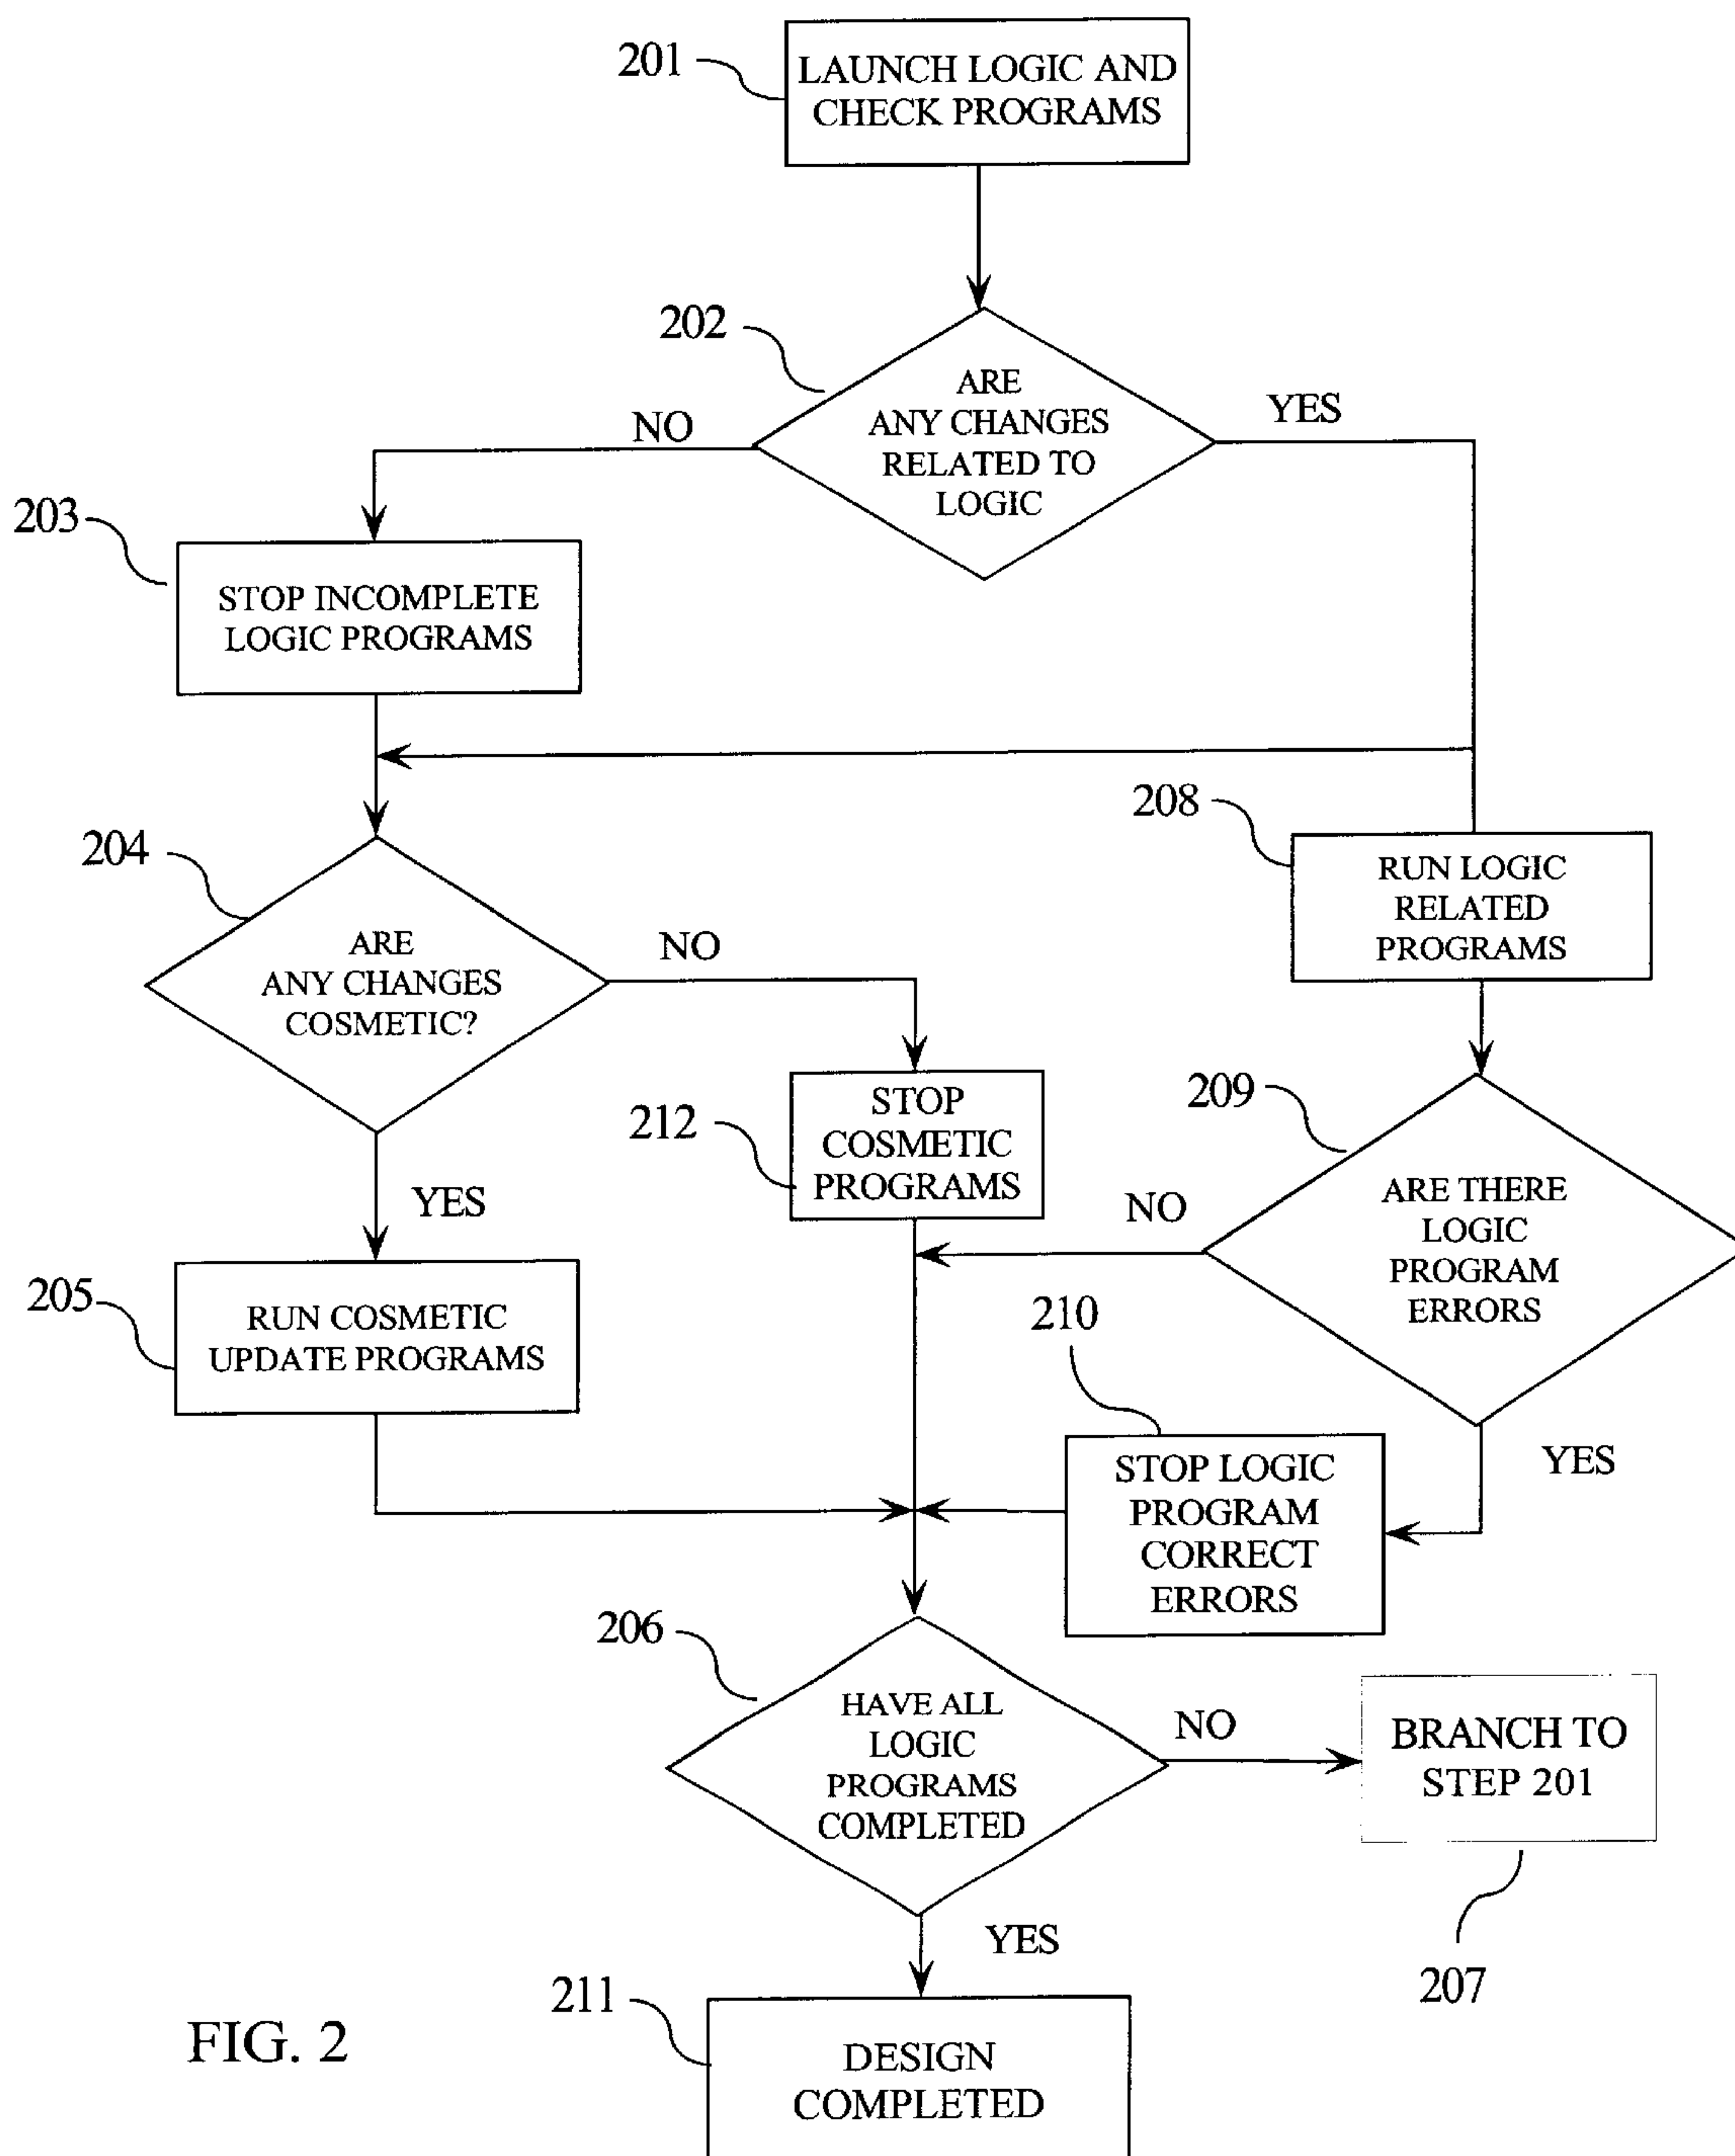 201
LAUNCH LOGIC AND
CHECK PROGRAMS
202
ARE
ANY CHANGES
RELATED TO
LOGIC
NO
YES
203
STOP INCOMPLETE
LOGIC PROGRAMS
208
RUN LOGIC
RELATED
PROGRAMS
204
ARE
ANY CHANGES
COSMETIC?
NO
YES
212
STOP
COSMETIC
PROGRAMS
209
ARE THERE
LOGIC
PROGRAM
ERRORS
NO
YES
205
RUN COSMETIC
UPDATE PROGRAMS
210
STOP LOGIC
PROGRAM
CORRECT
ERRORS
206
HAVE ALL
LOGIC
PROGRAMS
COMPLETED
NO
BRANCH TO
STEP 201
207
YES
211
DESIGN
COMPLETED
FIG. 2